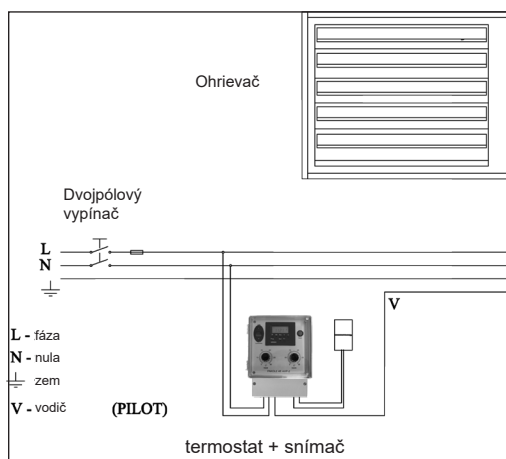 Ohrievač
Dvojpólový
vypínač
L
N
V
L - fáza
N - nula
zem
V - vodič (PILOT)
termostat + snímač